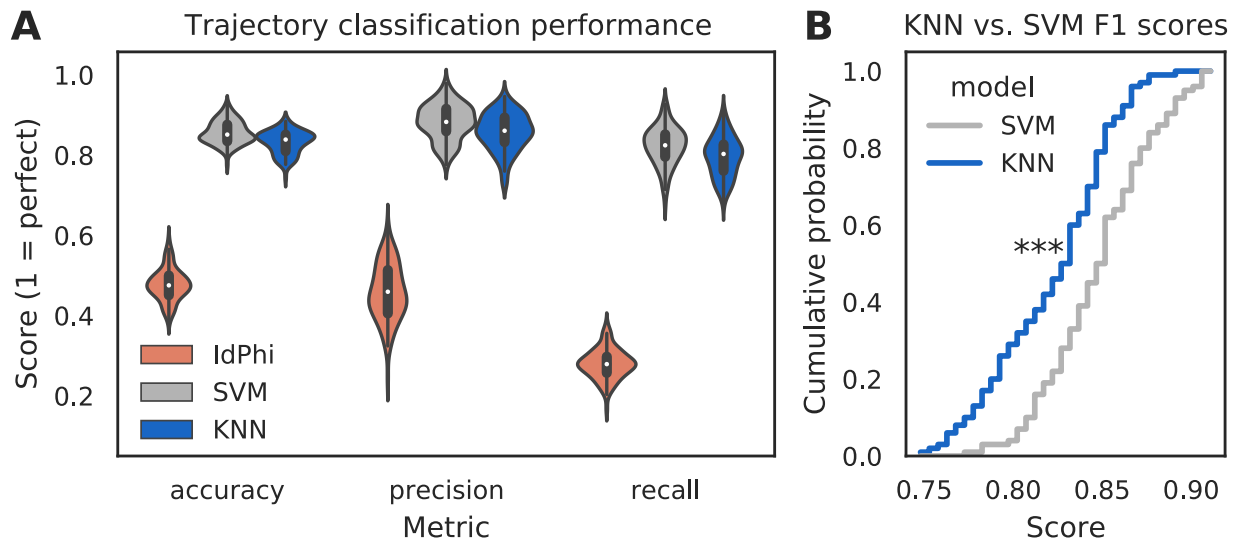 A
Trajectory classification performance
Score (1 = perfect)
1.0
0.8
0.6
0.4
0.2
IdPhi
SVM
KNN
accuracy
precision
recall
Metric
B
KNN vs. SVM F1 scores
Cumulative probability
1.0
0.8
0.6
0.4
0.2
0.0
model
SVM
KNN
***
0.75
0.80
0.85
0.90
Score